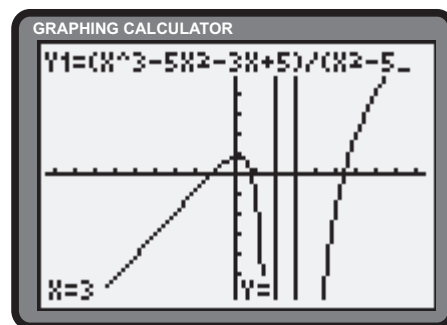 GRAPHING CALCULATOR
Y1=(X^3-5X2-3X+5)/(X2-5_
X=3 Y=